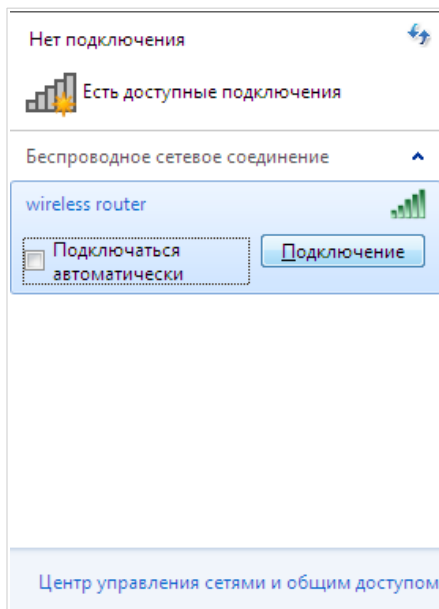 Нет подключения
Есть доступные подключения
Беспроводное сетевое соединение
wireless router
Подключаться
автоматически
Подключение
Центр управления сетями и общим доступом